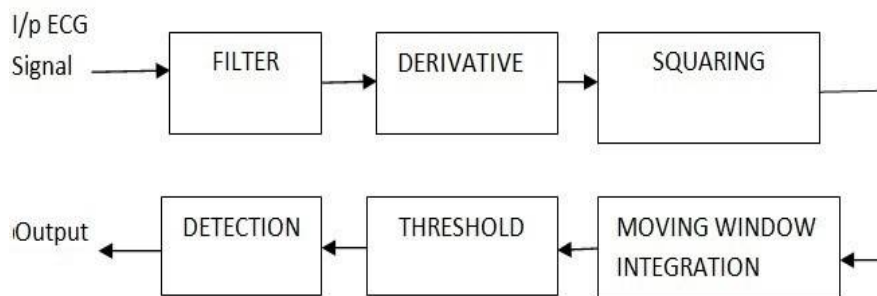 I/p ECG
Signal
FILTER
DERIVATIVE
SQUARING
Output
DETECTION
THRESHOLD
MOVING WINDOW
INTEGRATION